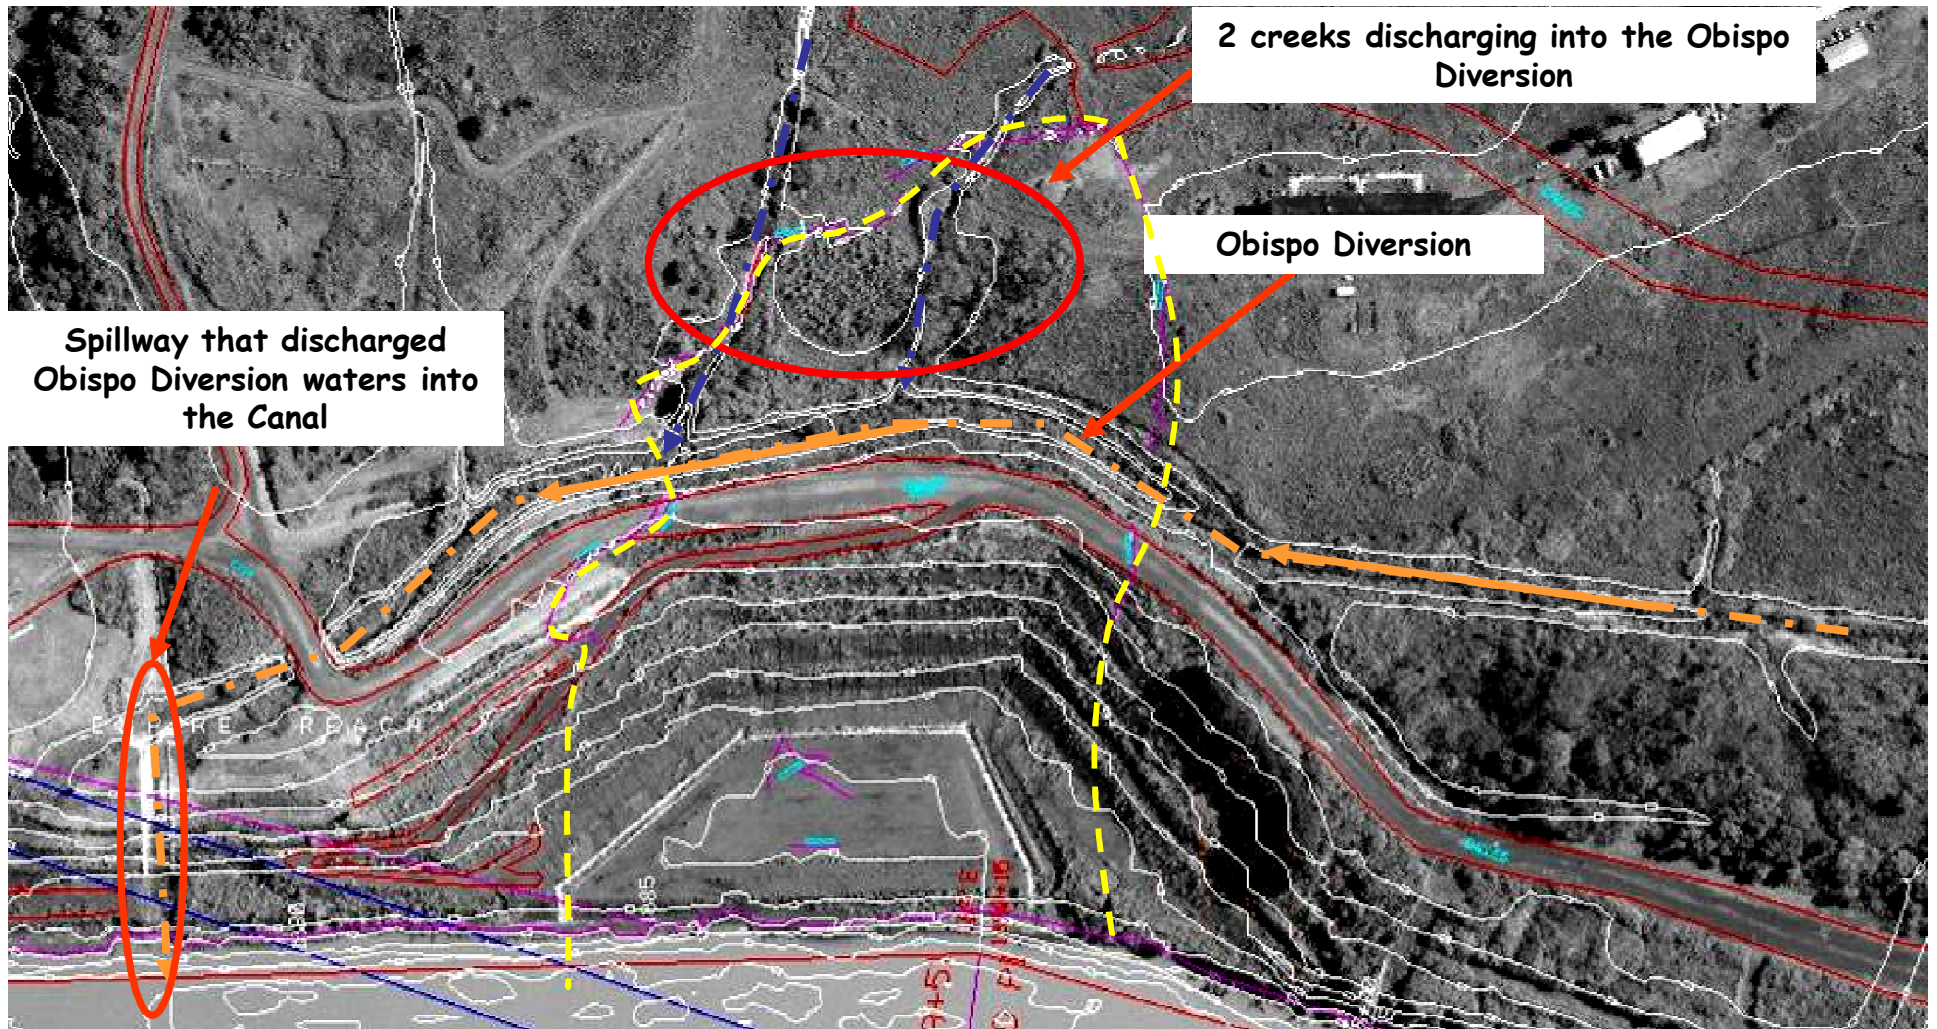 2 creeks discharging into the Obispo
Diversion
Obispo Diversion
Spillway that discharged
Obispo Diversion waters into
the Canal
REACH